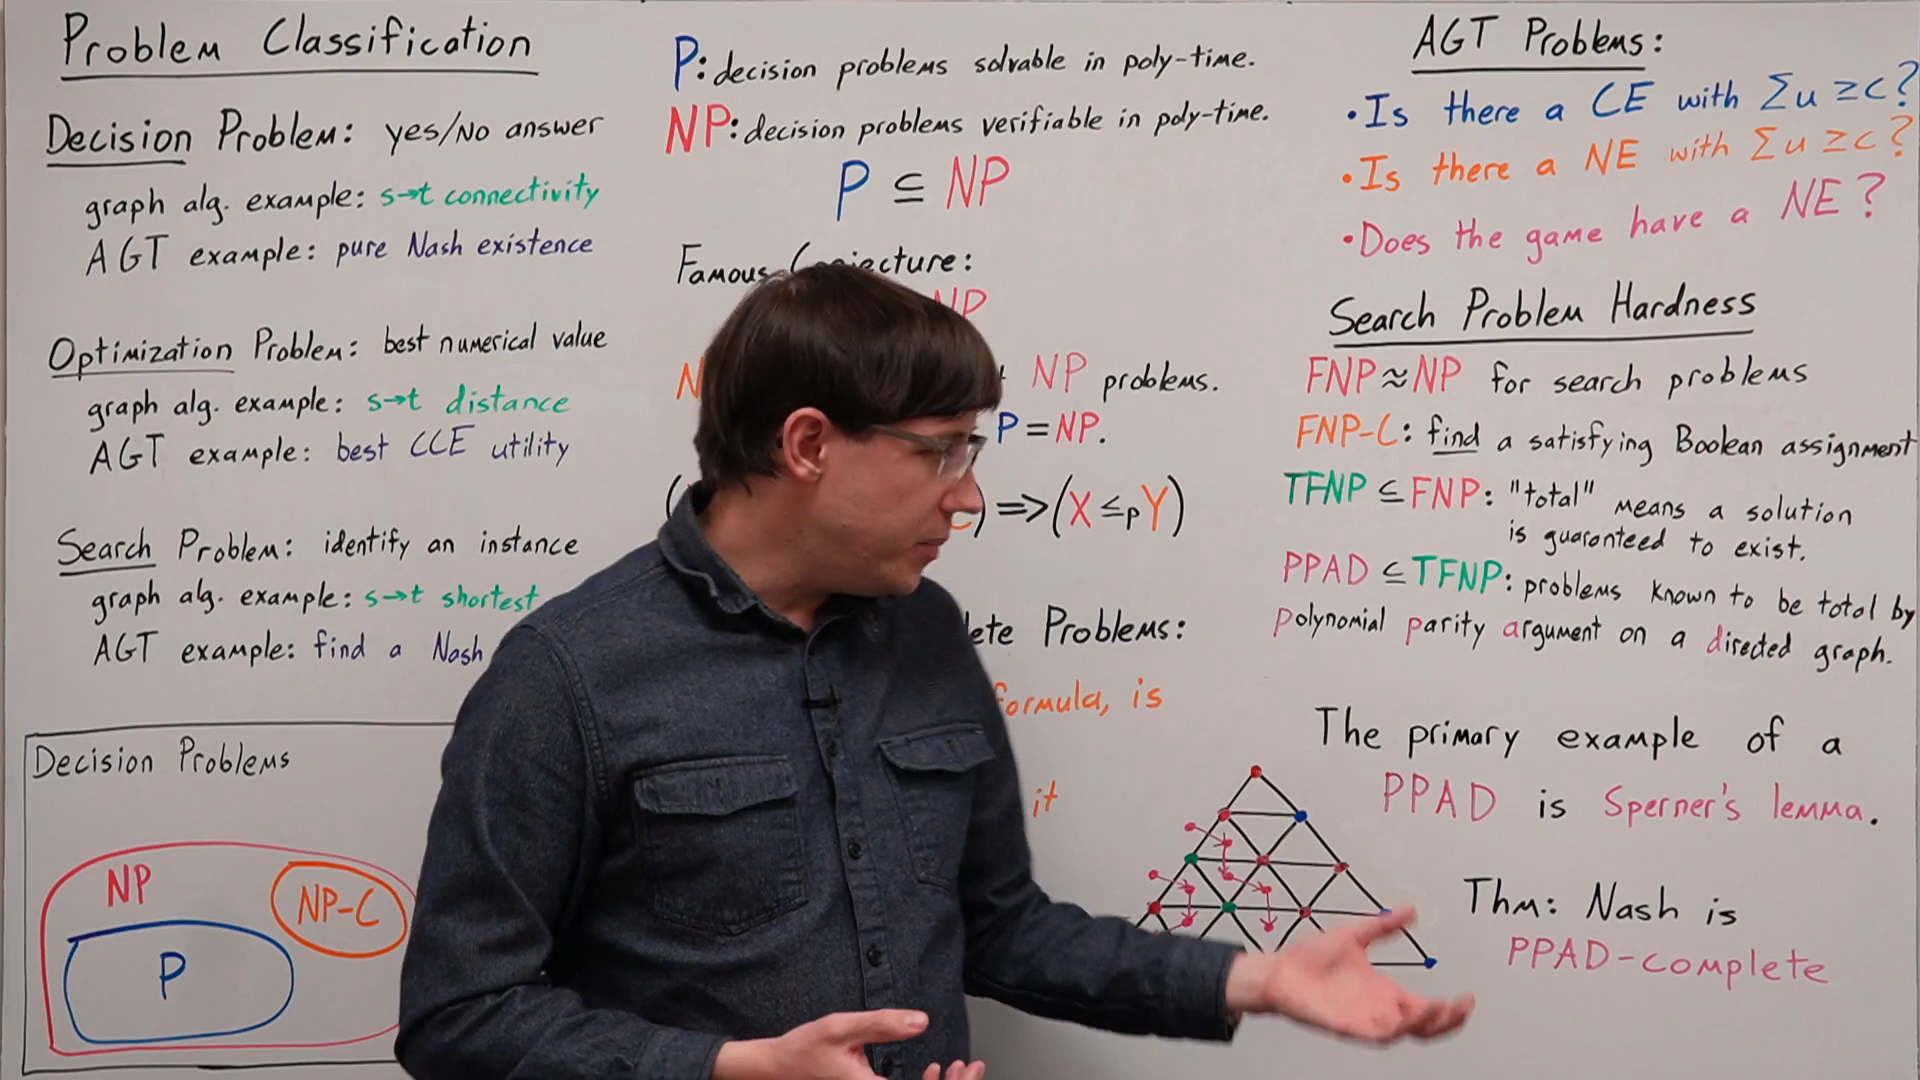 Problem Classification
Decision Problem: yes/No answer
graph alg. example: s→t connectivity
AGT example: pure Nash existence
Optimization Problem: best numerical value
graph alg. example: s→t distance
AGT example: best CCE utility
Search Problem: identify an instance
graph alg. example: s→t shortest
AGT example: find a Nash
Decision Problems
NP
NP-C
P
P: decision problems solvable in poly-time.
NP: decision problems verifiable in poly-time.
P ⊆ NP
Famous Conjecture:
NP
NP problems.
P=NP.
=>(X ≤p Y)
Problems:
formula, is
it
AGT Problems:
•Is there a CE with Σu ≥c?
•Is there a NE with Σu ≥c?
•Does the game have a NE?
Search Problem Hardness
FNP≈NP for search problems
FNP-C: find a satisfying Boolean assignment
TFNP ⊆ FNP: "total" means a solution
is guaranteed to exist.
PPAD ⊆ TFNP: problems known to be total by
polynomial parity argument on a directed graph.
The primary example of a
PPAD is Sperner's lemma.
Thm: Nash is
PPAD-complete